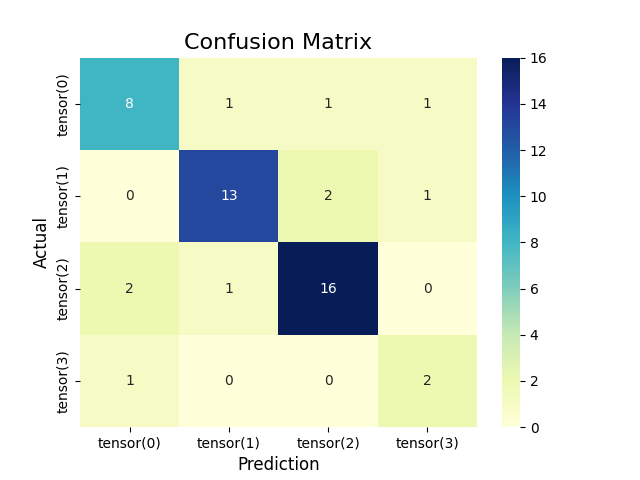 Confusion Matrix
Actual
tensor(0)
8 1 1 1
tensor(1)
0 13 2 1
tensor(2)
2 1 16 0
tensor(3)
1 0 0 2
tensor(0) tensor(1) tensor(2) tensor(3)
Prediction
16
14
12
10
8
6
4
2
0